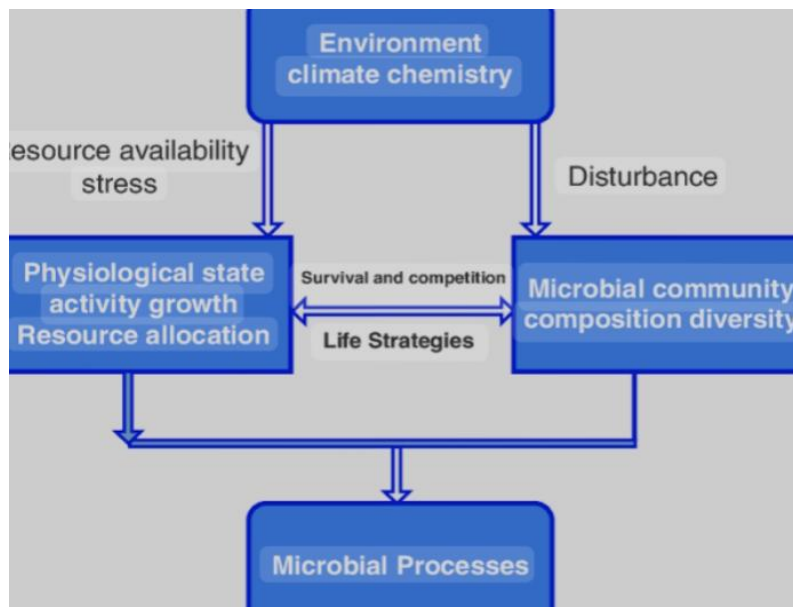 Environment
climate chemistry
esource availability
stress
Disturbance
Physiological state
activity growth
Resource allocation
Survival and competition
Life Strategies
Microbial community
composition diversity
Microbial Processes